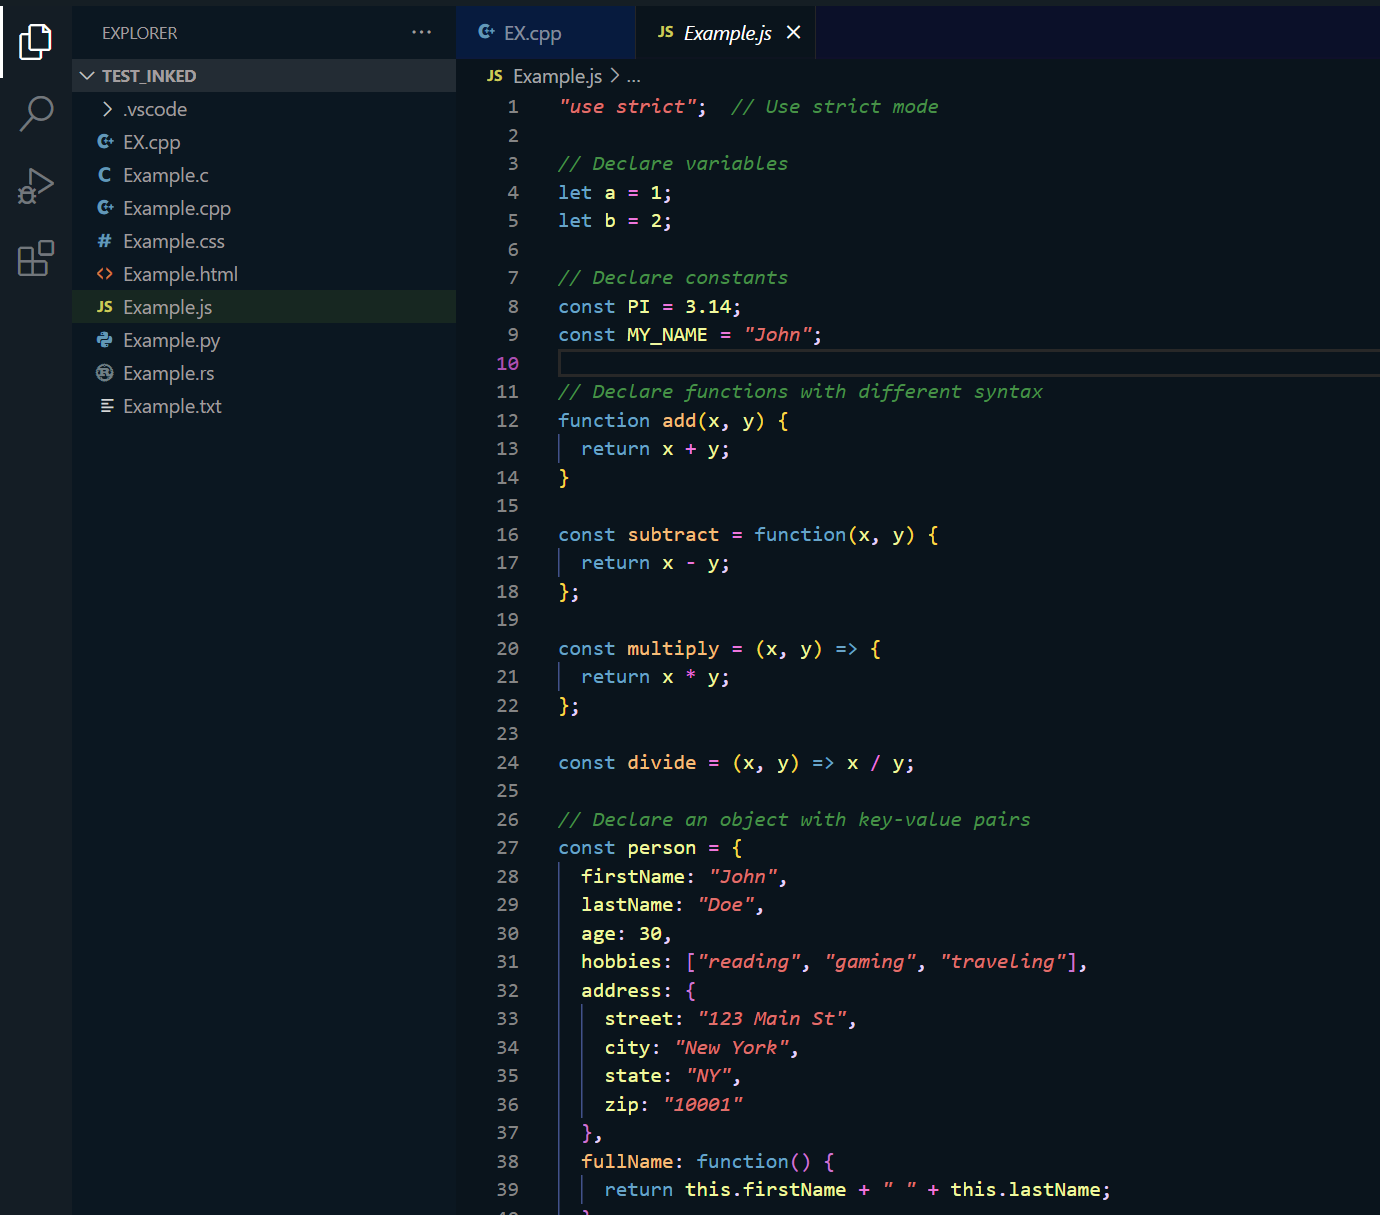 EXPLORER ···
TEST_INKED
.vscode
EX.cpp
C Example.c
Example.cpp
# Example.css
<> Example.html
JS Example.js
Example.py
Example.rs
Example.txt
EX.cpp
JS Example.js
JS Example.js > ...
1 "use strict";  // Use strict mode
2
3 // Declare variables
4 let a = 1;
5 let b = 2;
6
7 // Declare constants
8 const PI = 3.14;
9 const MY_NAME = "John";
10
11 // Declare functions with different syntax
12 function add(x, y) {
13   return x + y;
14 }
15
16 const subtract = function(x, y) {
17   return x - y;
18 };
19
20 const multiply = (x, y) => {
21   return x * y;
22 };
23
24 const divide = (x, y) => x / y;
25
26 // Declare an object with key-value pairs
27 const person = {
28   firstName: "John",
29   lastName: "Doe",
30   age: 30,
31   hobbies: ["reading", "gaming", "traveling"],
32   address: {
33     street: "123 Main St",
34     city: "New York",
35     state: "NY",
36     zip: "10001"
37   },
38   fullName: function() {
39     return this.firstName + " " + this.lastName;